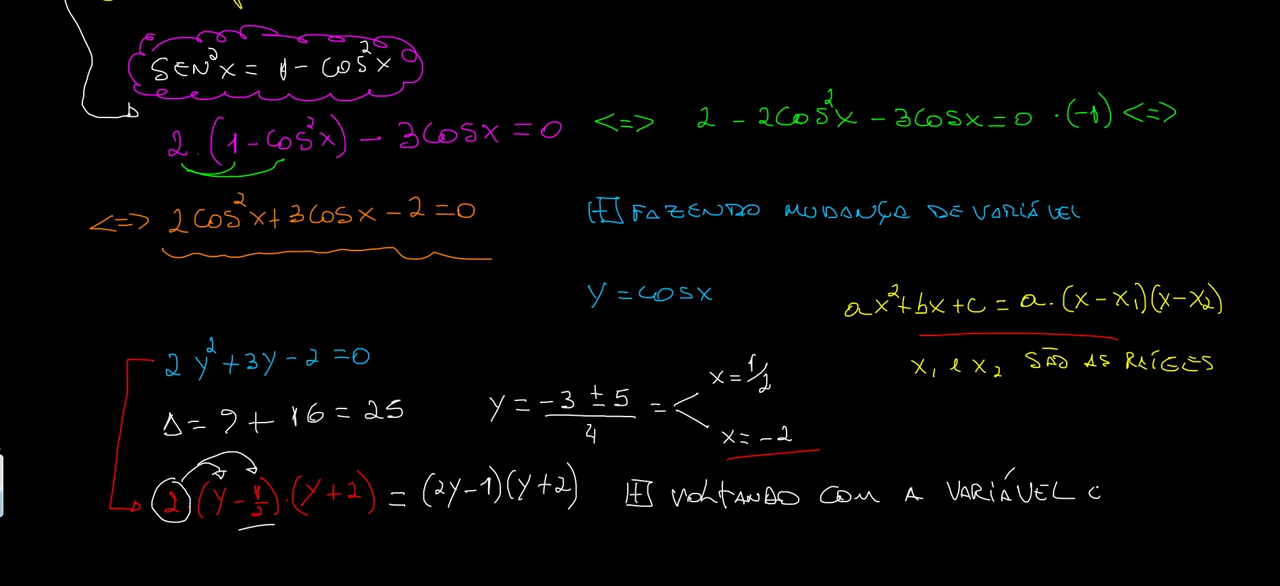 SEN²x = 1 - COS²x
2.(1-COS²x) - 3COSx = 0 <=> 2 - 2COS²x - 3COSx = 0 .(-1) <=>
<=> 2COS²x + 3COSx - 2 = 0 [+] FAZENDO MUDANÇA DE VARIÁVEL
y = COSx
ax² + bx + c = a.(x-x₁)(x-x₂)
x₁ e x₂ SÃO AS RAÍZES
2y² + 3y - 2 = 0
Δ = 9 + 16 = 25 y = (-3 ± 5)/4 = < x = 1/2
x = -2
2(y - 1/2).(y + 2) = (2y-1)(y+2) [+] VOLTANDO COM A VARIÁVEL